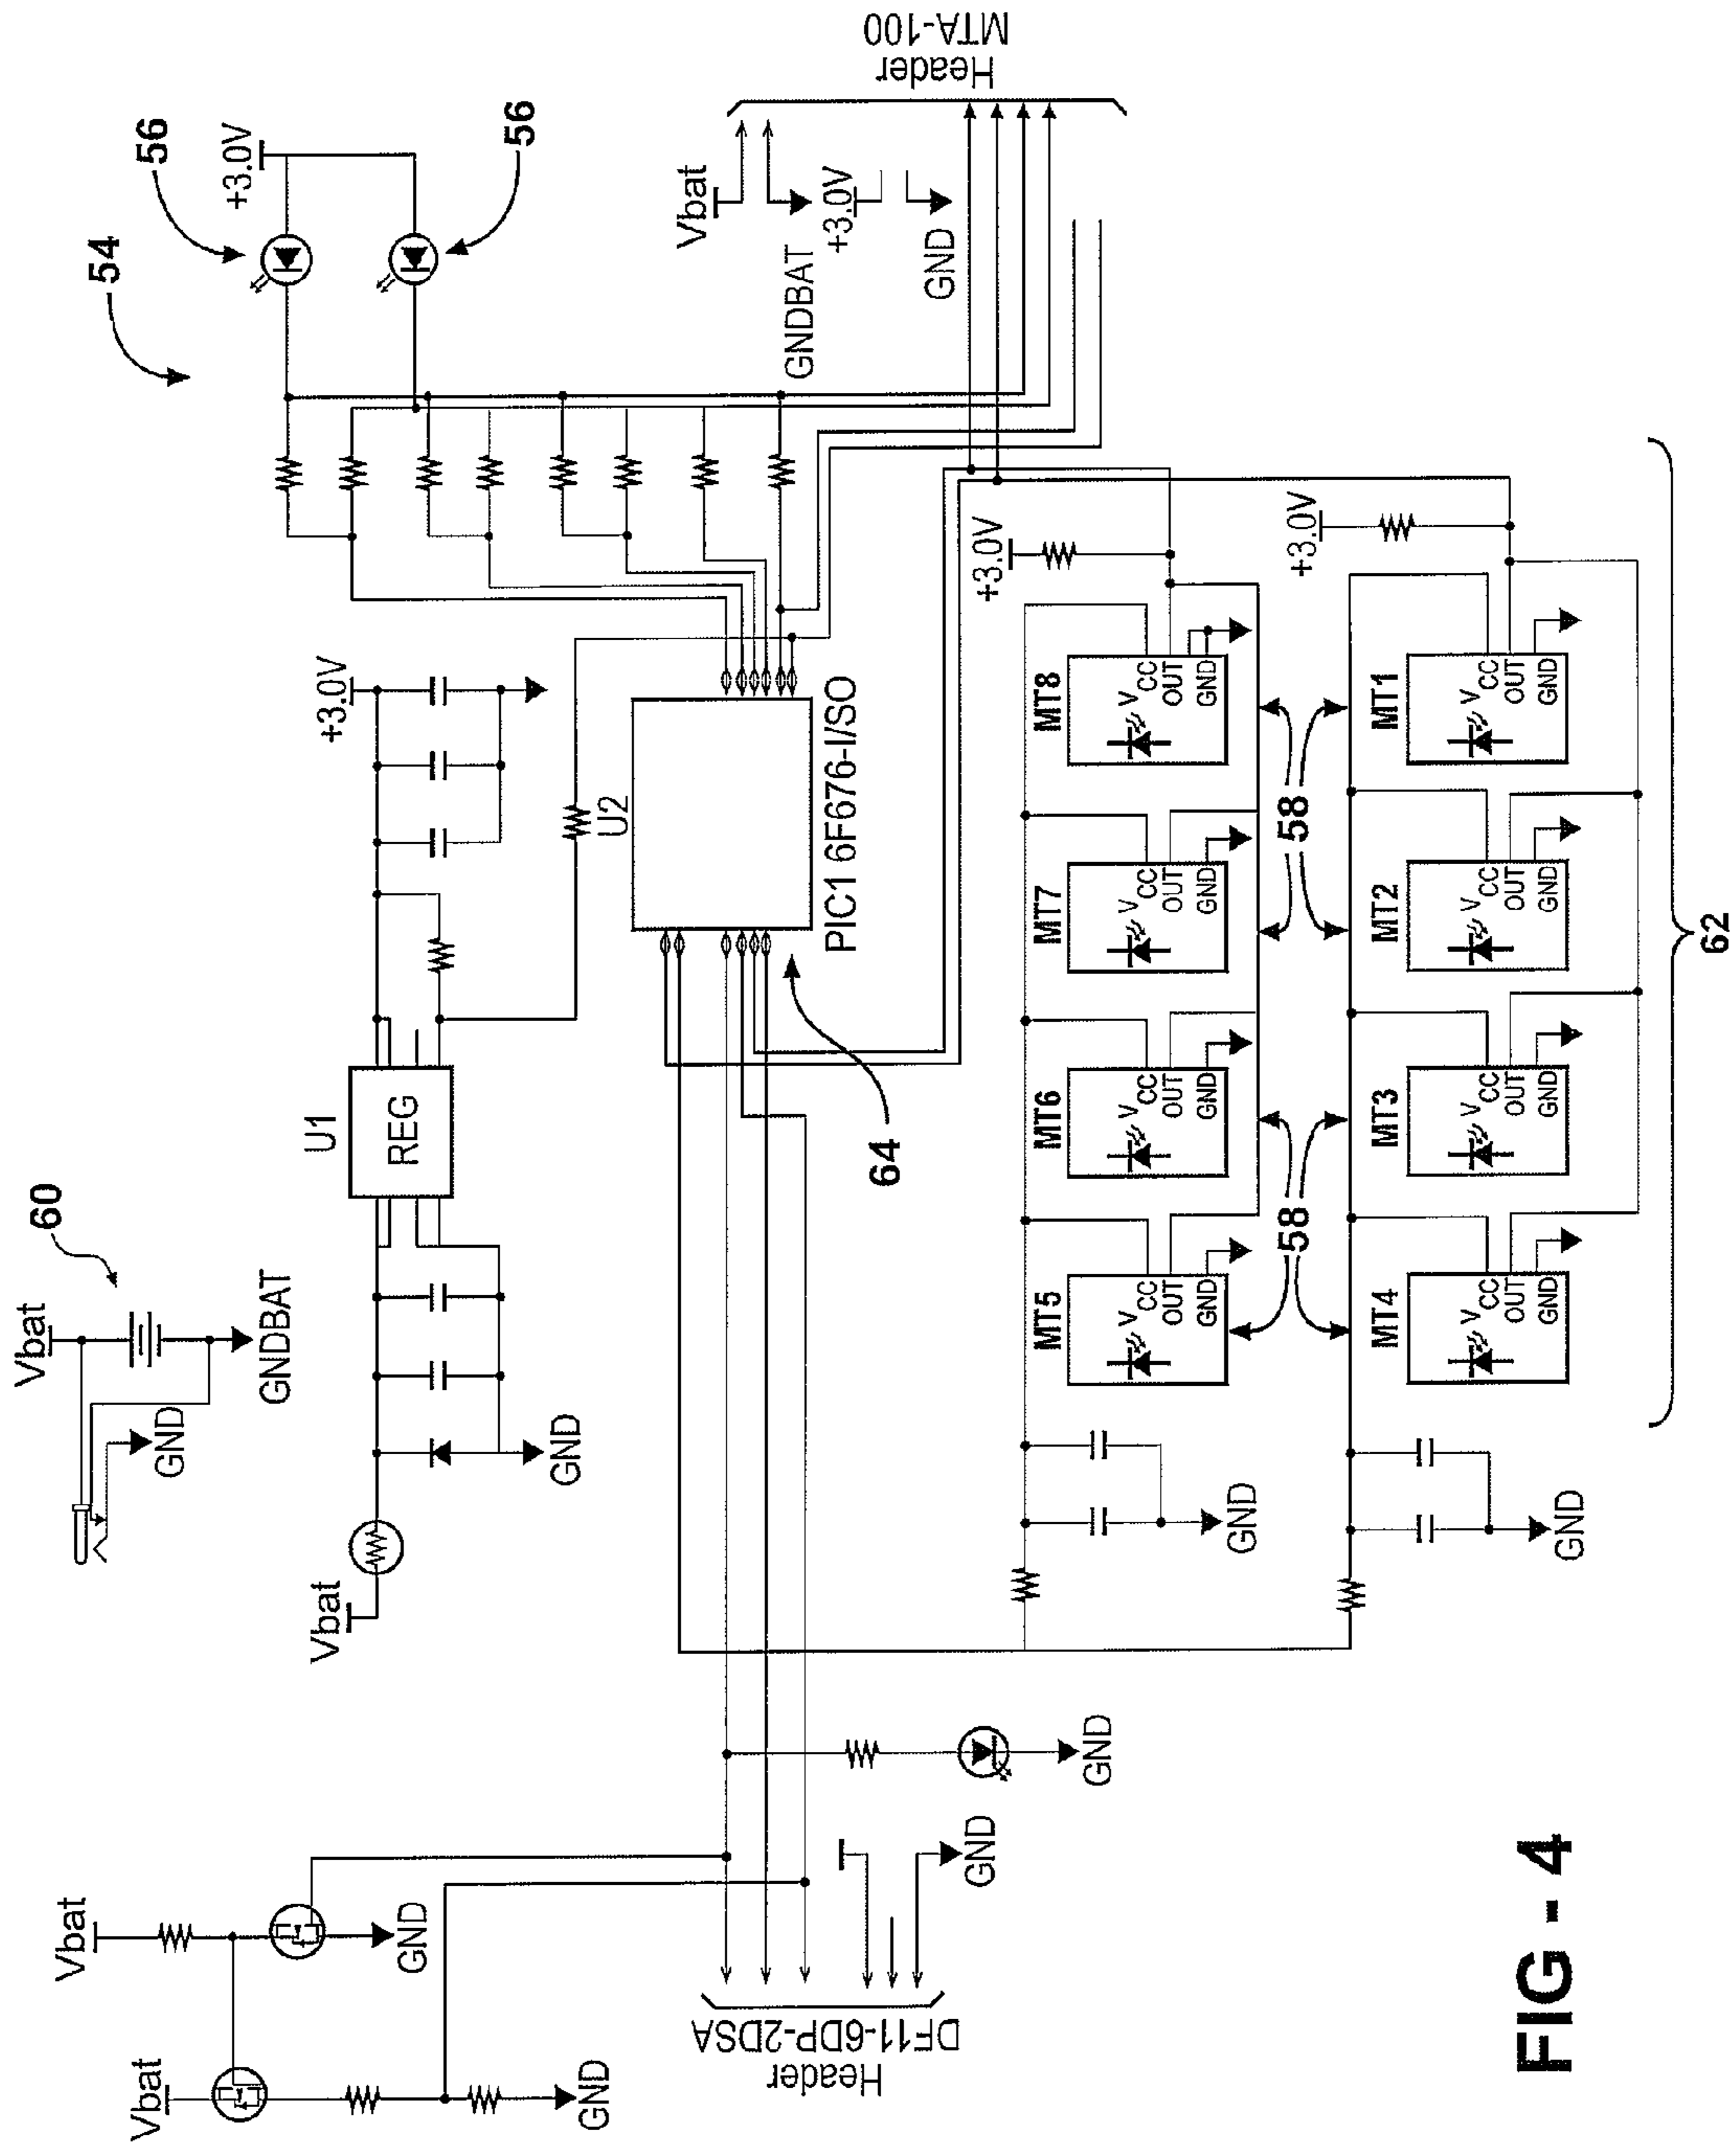 Vbat
60
GND
GNDBAT
Vbat
U1
REG
GND
+3.0V
54
56
+3.0V
56
Header
MTA-100
Vbat
GNDBAT
+3.0V
GND
U2
PIC1 6F676-I/SO
64
Vbat
GND
Vbat
GND
Header
DF11-6DP-2DSA
GND
GND
+3.0V
MT5
VCC
OUT
GND
MT6
VCC
OUT
GND
MT7
VCC
OUT
GND
MT8
VCC
OUT
GND
GND
58
58
+3.0V
MT4
VCC
OUT
GND
MT3
VCC
OUT
GND
MT2
VCC
OUT
GND
MT1
VCC
OUT
GND
GND
62
FIG - 4